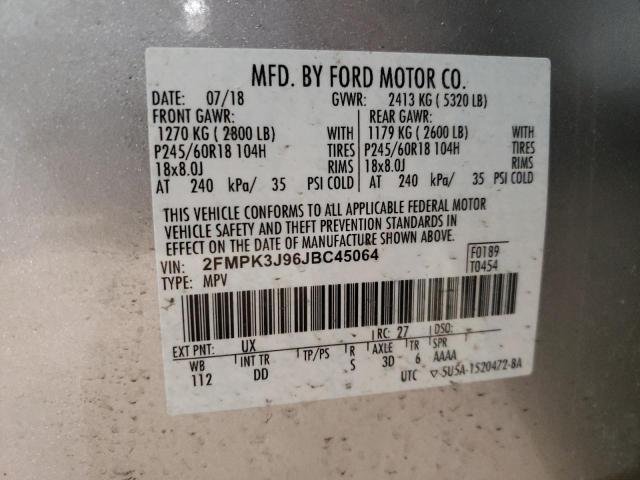 MFD. BY FORD MOTOR CO.
DATE: 07/18 GVWR: 2413 KG ( 5320 LB)
FRONT GAWR: REAR GAWR:
1270 KG ( 2800 LB) WITH 1179 KG ( 2600 LB) WITH
P245/60R18 104H TIRES P245/60R18 104H TIRES
18x8.0J RIMS 18x8.0J RIMS
AT 240 kPa/ 35 PSI COLD AT 240 kPa/ 35 PSI COLD
THIS VEHICLE CONFORMS TO ALL APPLICABLE FEDERAL MOTOR
VEHICLE SAFETY AND THEFT PREVENTION STANDARDS IN
EFFECT ON THE DATE OF MANUFACTURE SHOWN ABOVE.
VIN: 2FMPK3J96JBC45064 F0189
TYPE: MPV T0454
EXT PNT: UX RC: 27 DSO:
WB INT TR TP/PS R AXLE TR SPR
112 DD S 3D 6 AAAA
UTC ▽ 5U5A-1520472-BA